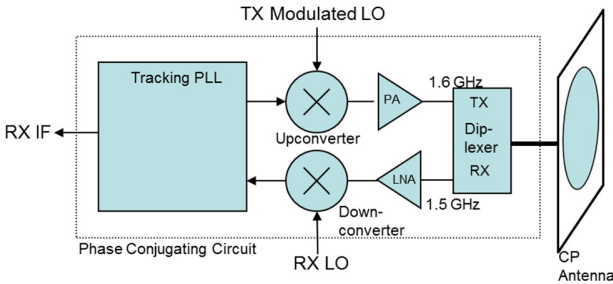 TX Modulated LO
Tracking PLL
1.6 GHz
PA
TX
RX IF
Upconverter
Dip-
lexer
LNA
RX
1.5 GHz
Down-
converter
Phase Conjugating Circuit
RX LO
CP
Antenna